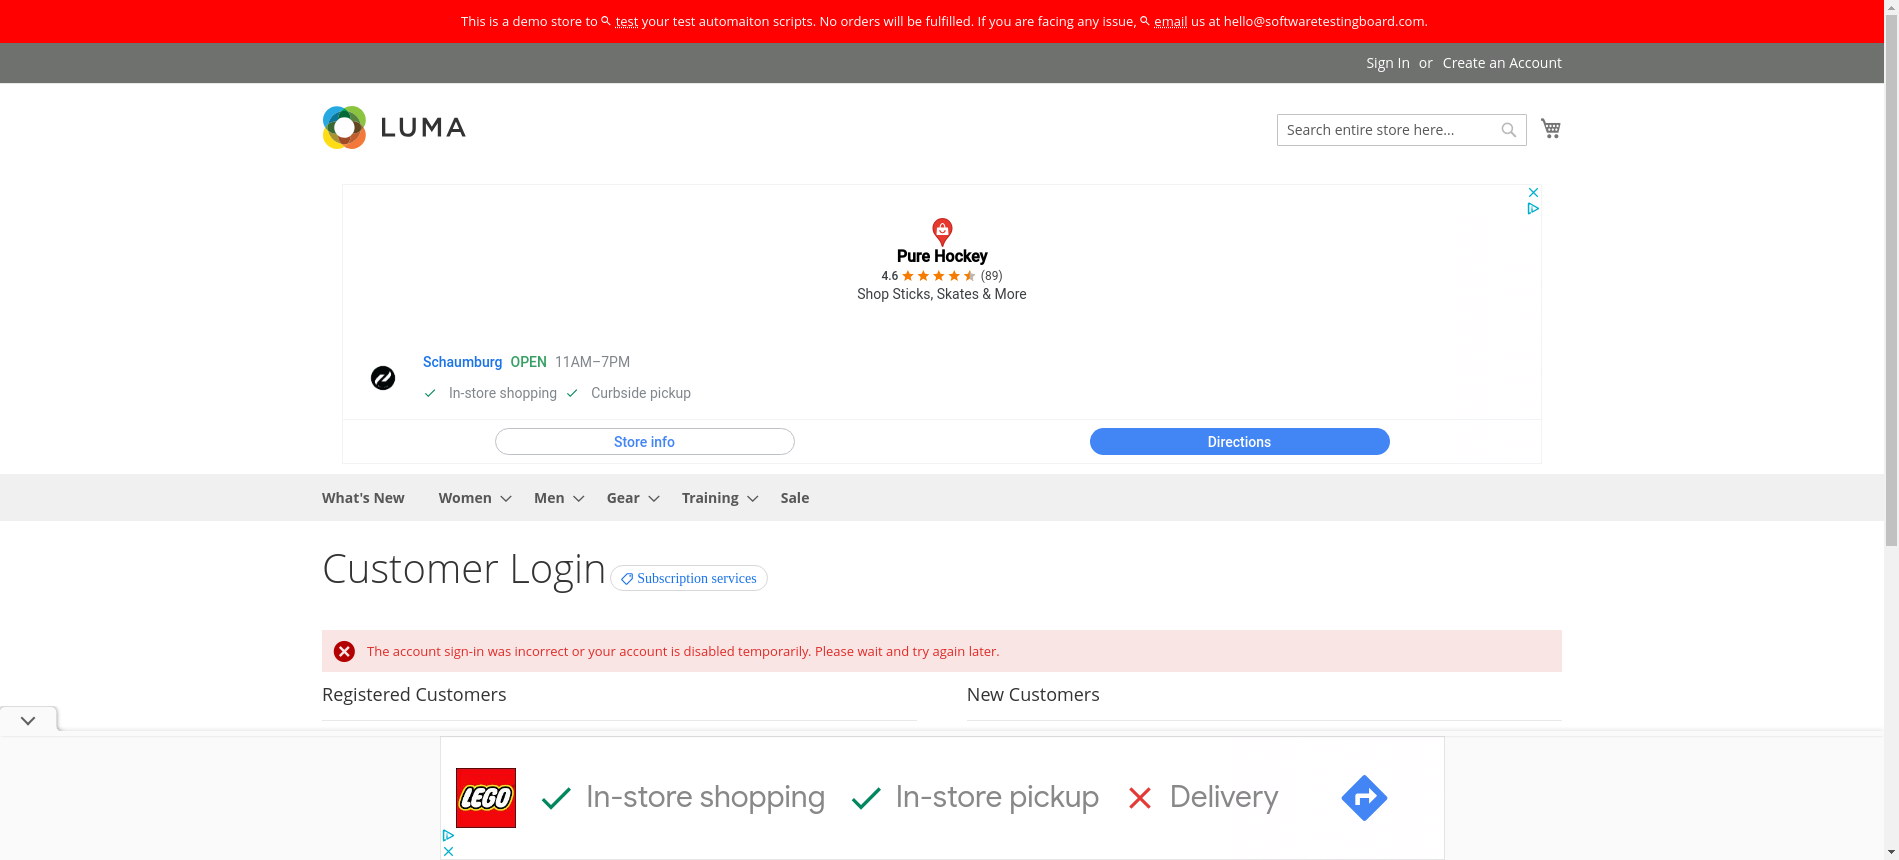 This is a demo store to test your test automaiton scripts. No orders will be fulfilled. If you are facing any issue, email us at hello@softwaretestingboard.com.
Sign In or Create an Account
LUMA
Search entire store here...
Pure Hockey
4.6 (89)
Shop Sticks, Skates & More
Schaumburg OPEN 11AM–7PM
In-store shopping Curbside pickup
Store info Directions
What's New Women Men Gear Training Sale
Customer Login Subscription services
The account sign-in was incorrect or your account is disabled temporarily. Please wait and try again later.
Registered Customers New Customers
LEGO In-store shopping In-store pickup Delivery